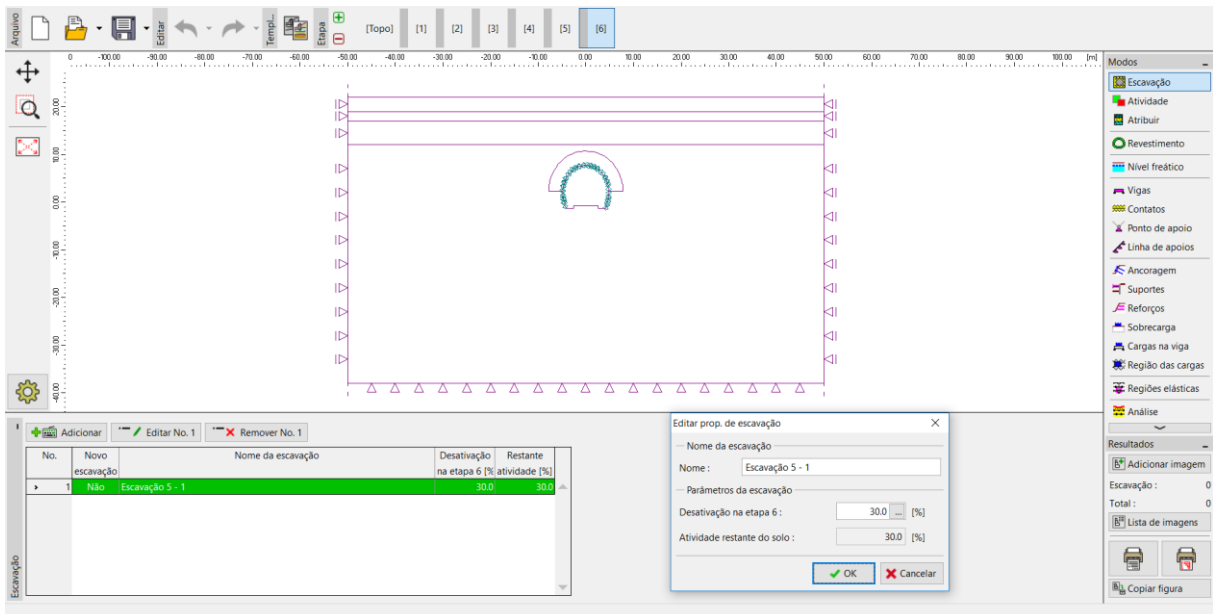 Arquivo
Editar
Templ...
Etapa
[Topo]
[1]
[2]
[3]
[4]
[5]
[6]
0
-100.00 -90.00 -80.00 -70.00 -60.00 -50.00 -40.00 -30.00 -20.00 -10.00 0.00 10.00 20.00 30.00 40.00 50.00 60.00 70.00 80.00 90.00 100.00 [m]
20.00
10.00
0.00
-10.00
-20.00
-30.00
-40.00
Modos
Escavação
Atividade
Atribuir
Revestimento
Nível freático
Vigas
Contatos
Ponto de apoio
Linha de apoios
Ancoragem
Suportes
Reforços
Sobrecarga
Cargas na viga
Região das cargas
Regiões elásticas
Análise
Resultados
Adicionar imagem
Escavação : 0
Total : 0
Lista de imagens
Copiar figura
Escavação
Adicionar
Editar No. 1
Remover No. 1
No. Novo Nome da escavação Desativação Restante
escavação na etapa 6 [% atividade [%]
1 Não Escavação 5 - 1 30.0 30.0
Editar prop. de escavação
Nome da escavação
Nome : Escavação 5 - 1
Parâmetros da escavação
Desativação na etapa 6 : 30.0 ... [%]
Atividade restante do solo : 30.0 [%]
OK
Cancelar